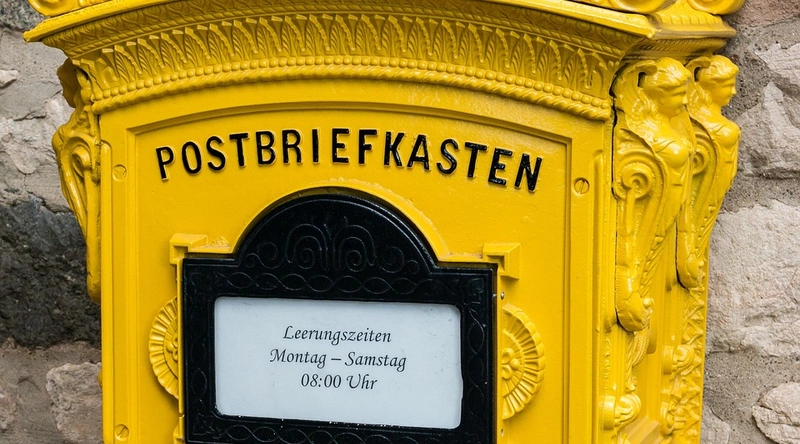 POSTBRIEFKASTEN
Leerungszeiten
Montag – Samstag
08:00 Uhr